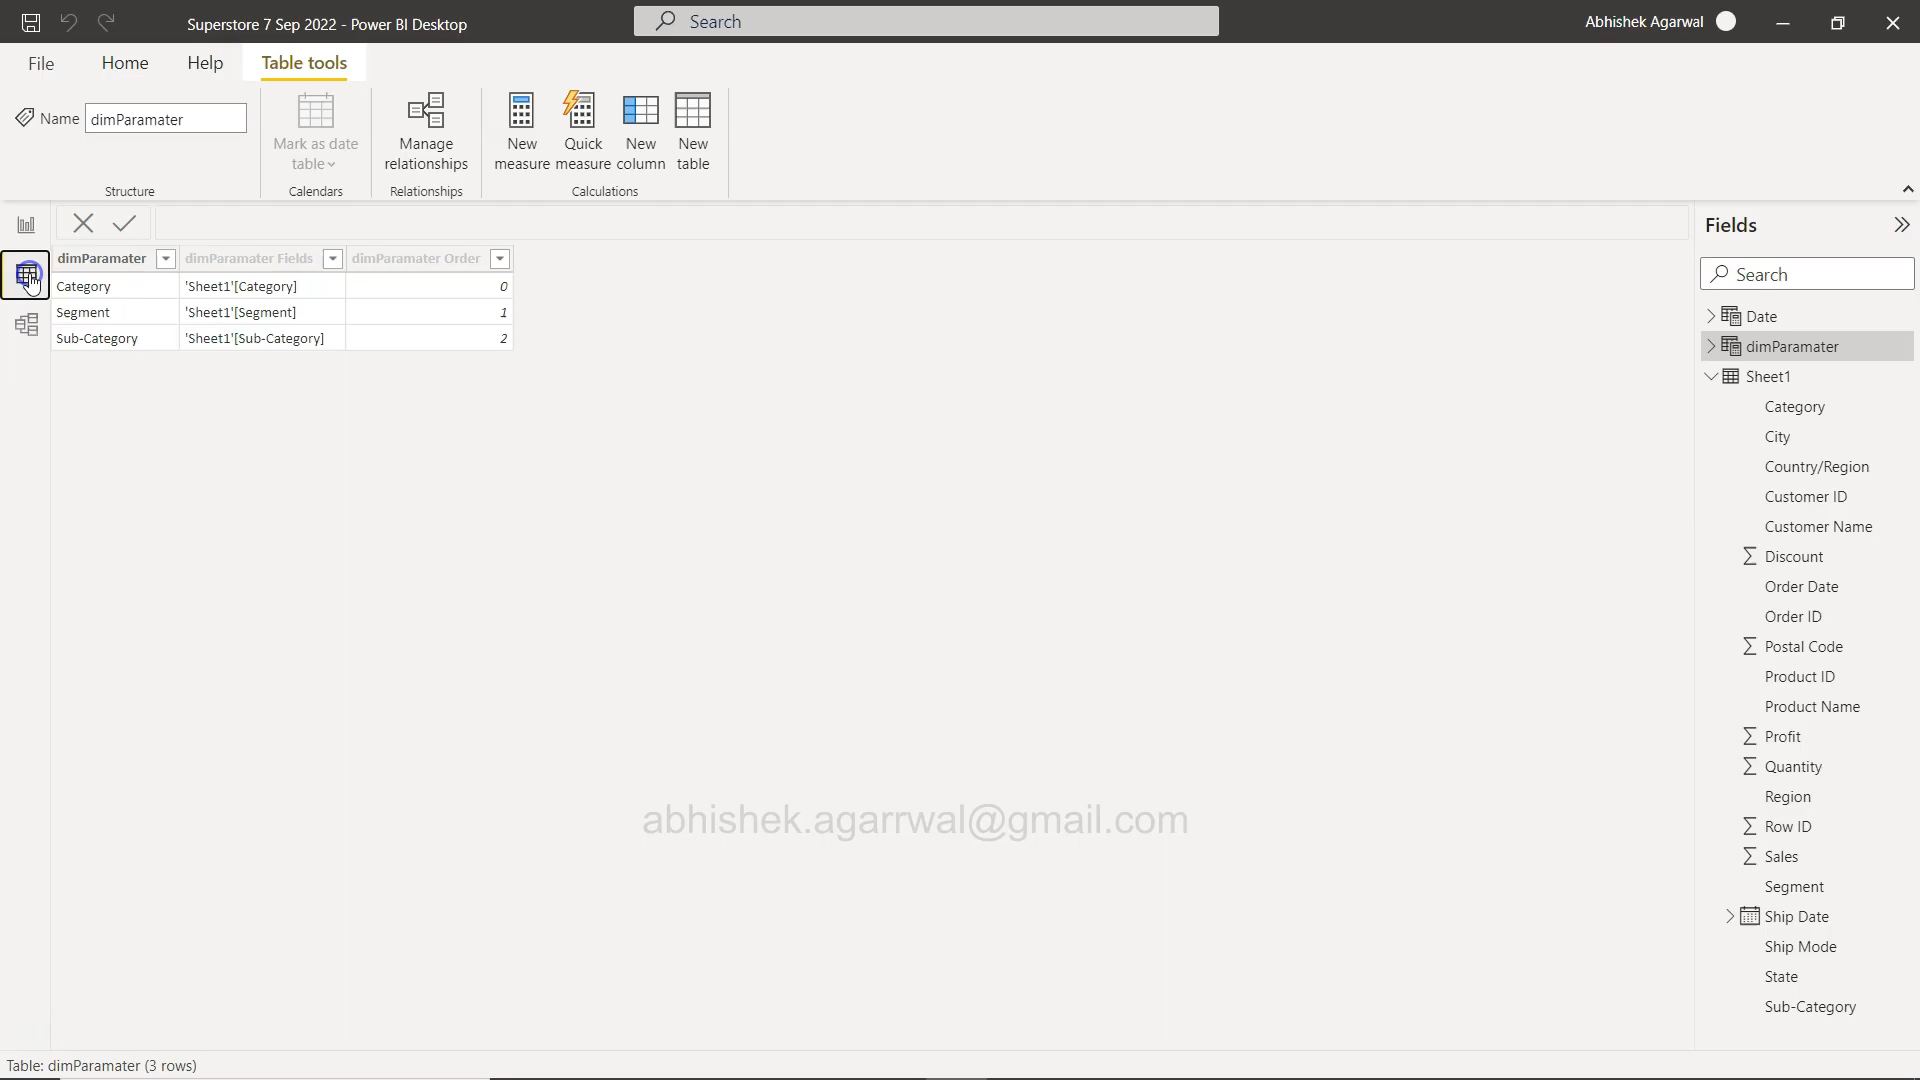 Superstore 7 Sep 2022 - Power BI Desktop
Search
Abhishek Agarwal
File
Home
Help
Table tools
Name
dimParamater
Structure
Mark as date
table
Calendars
Manage
relationships
Relationships
New
measure
Quick
measure
New
column
New
table
Calculations
dimParamater
dimParamater Fields
dimParamater Order
Category
'Sheet1'[Category]
0
Segment
'Sheet1'[Segment]
1
Sub-Category
'Sheet1'[Sub-Category]
2
abhishek.agarrwal@gmail.com
Fields
Search
Date
dimParamater
Sheet1
Category
City
Country/Region
Customer ID
Customer Name
Discount
Order Date
Order ID
Postal Code
Product ID
Product Name
Profit
Quantity
Region
Row ID
Sales
Segment
Ship Date
Ship Mode
State
Sub-Category
Table: dimParamater (3 rows)